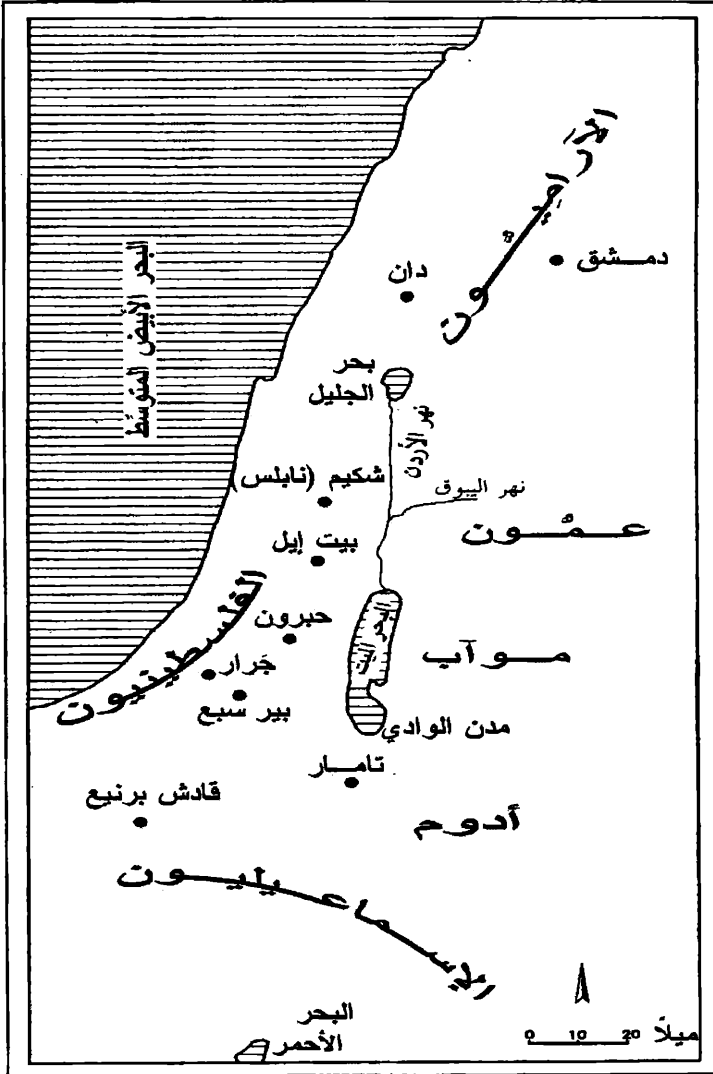 الآراميون
دمشق
دان
البحر الأبيض المتوسط
بحر
الجليل
نهر الأردن
شكيم (نابلس)
نهر اليبوق
عمون
بيت إيل
الفلسطينيون
حبرون
البحر الميت
موآب
جَرار
بير سبع
مدن الوادي
تامار
قادش برنيع
أدوم
الإسماعيليون
البحر
الأحمر
0 10 20 ميلاً